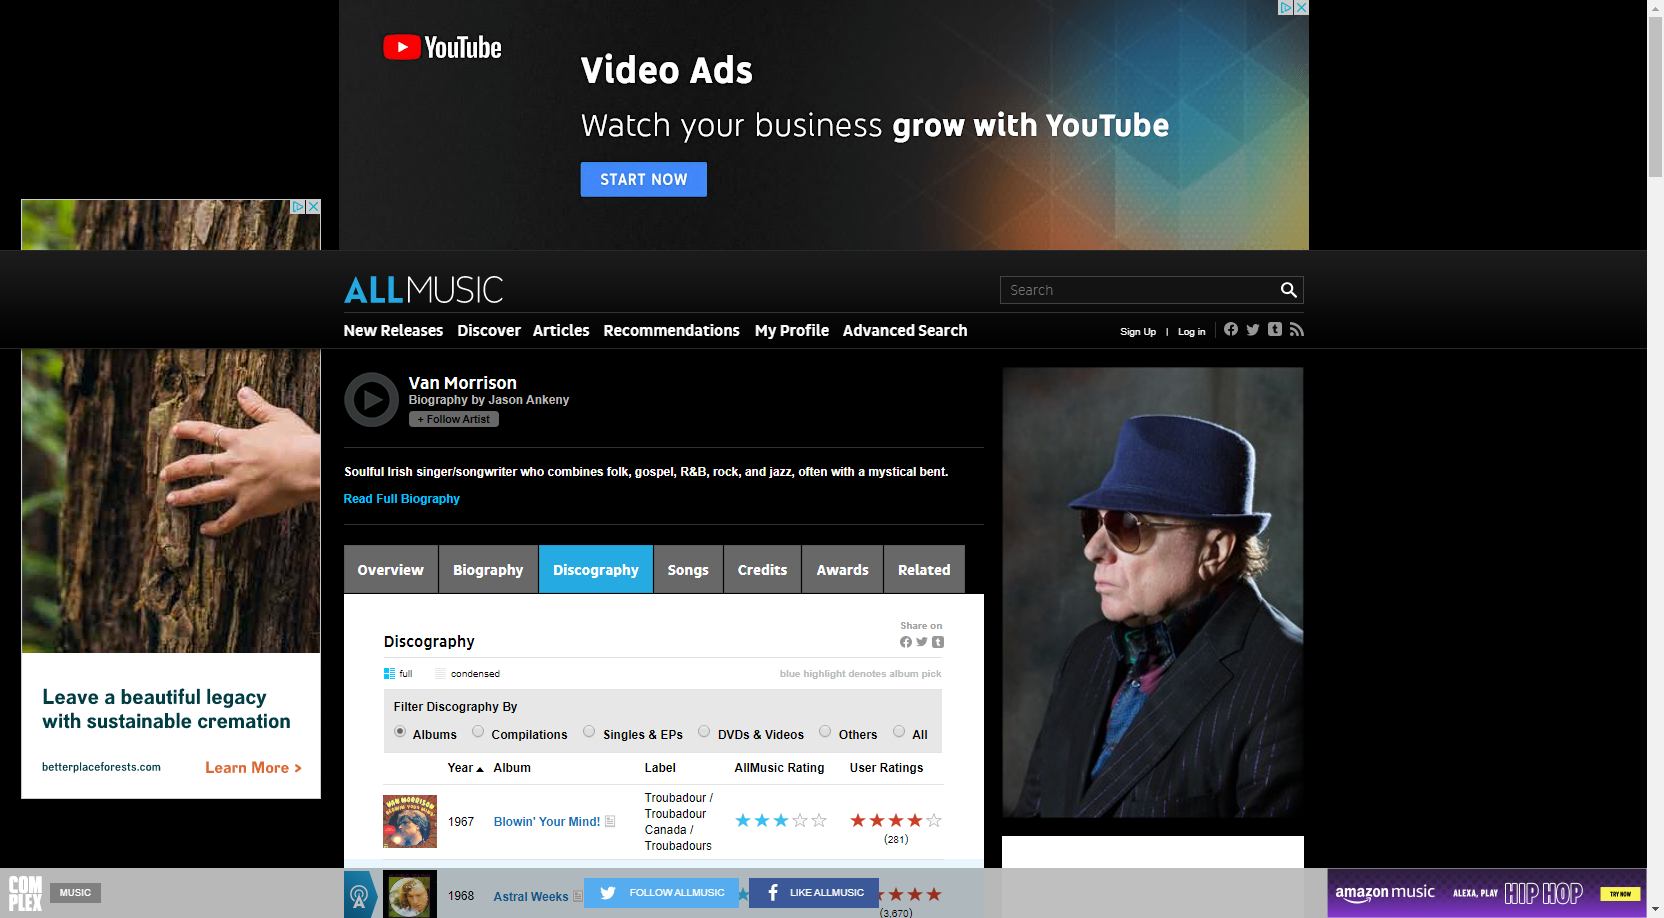 YouTube
Video Ads
Watch your business grow with YouTube
START NOW
ALLMUSIC
Search
New Releases Discover Articles Recommendations My Profile Advanced Search
Sign Up | Log in
Van Morrison
Biography by Jason Ankeny
+ Follow Artist
Soulful Irish singer/songwriter who combines folk, gospel, R&B, rock, and jazz, often with a mystical bent.
Read Full Biography
Overview Biography Discography Songs Credits Awards Related
Leave a beautiful legacy
with sustainable cremation
betterplaceforests.com Learn More >
Share on
Discography
full condensed blue highlight denotes album pick
Filter Discography By
Albums Compilations Singles & EPs DVDs & Videos Others All
Year Album Label AllMusic Rating User Ratings
VAN MORRISON
BLOWIN' YOUR MIND!
1967 Blowin' Your Mind!
Troubadour /
Troubadour
Canada /
Troubadours
(281)
1968 Astral Weeks
(3,670)
COMPLEX
MUSIC
FOLLOW ALLMUSIC
LIKE ALLMUSIC
amazon music ALEXA, PLAY HIP HOP TRY NOW